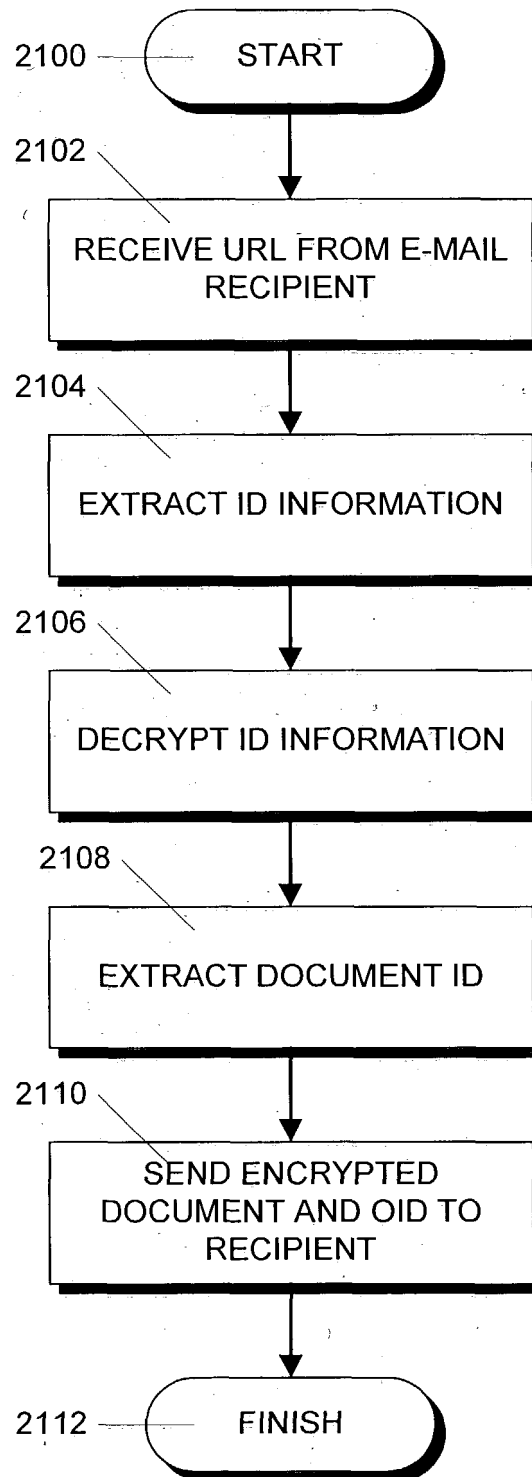 2100
START
2102
RECEIVE URL FROM E-MAIL
RECIPIENT
2104
EXTRACT ID INFORMATION
2106
DECRYPT ID INFORMATION
2108
EXTRACT DOCUMENT ID
2110
SEND ENCRYPTED
DOCUMENT AND OID TO
RECIPIENT
2112
FINISH